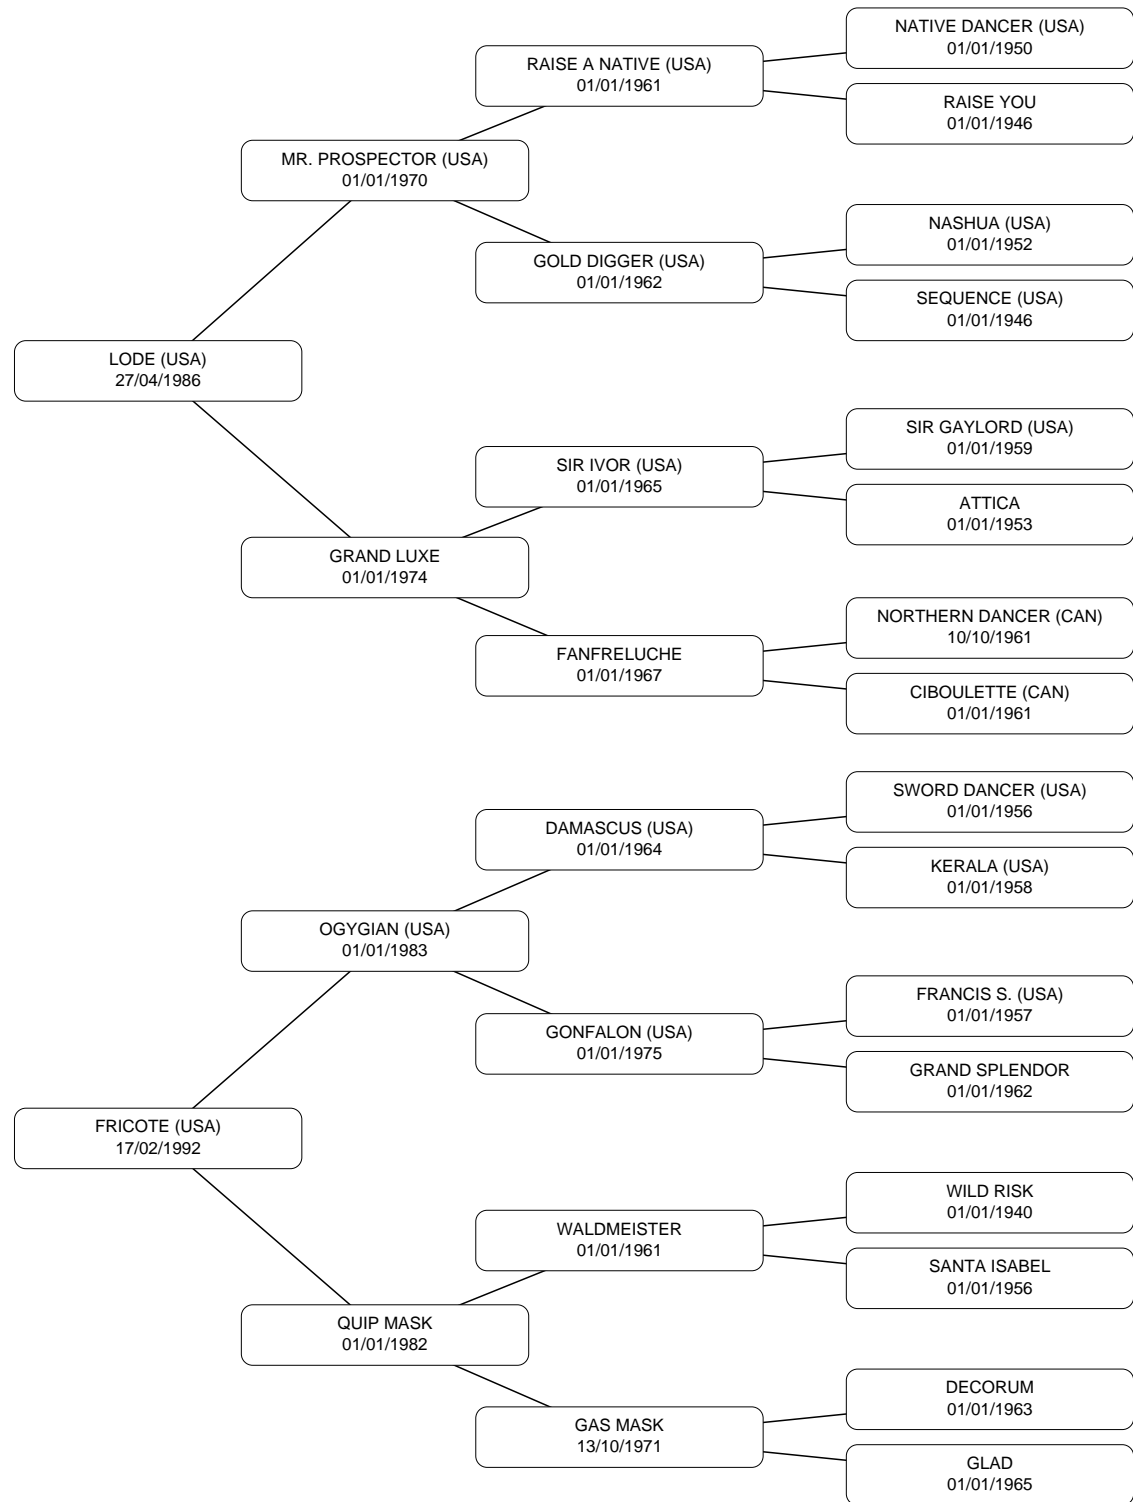 NATIVE DANCER (USA)
01/01/1950
RAISE A NATIVE (USA)
01/01/1961
RAISE YOU
01/01/1946
MR. PROSPECTOR (USA)
01/01/1970
NASHUA (USA)
01/01/1952
GOLD DIGGER (USA)
01/01/1962
SEQUENCE (USA)
01/01/1946
LODE (USA)
27/04/1986
SIR GAYLORD (USA)
01/01/1959
SIR IVOR (USA)
01/01/1965
ATTICA
01/01/1953
GRAND LUXE
01/01/1974
NORTHERN DANCER (CAN)
10/10/1961
FANFRELUCHE
01/01/1967
CIBOULETTE (CAN)
01/01/1961
SWORD DANCER (USA)
01/01/1956
DAMASCUS (USA)
01/01/1964
KERALA (USA)
01/01/1958
OGYGIAN (USA)
01/01/1983
FRANCIS S. (USA)
01/01/1957
GONFALON (USA)
01/01/1975
GRAND SPLENDOR
01/01/1962
FRICOTE (USA)
17/02/1992
WILD RISK
01/01/1940
WALDMEISTER
01/01/1961
SANTA ISABEL
01/01/1956
QUIP MASK
01/01/1982
DECORUM
01/01/1963
GAS MASK
13/10/1971
GLAD
01/01/1965